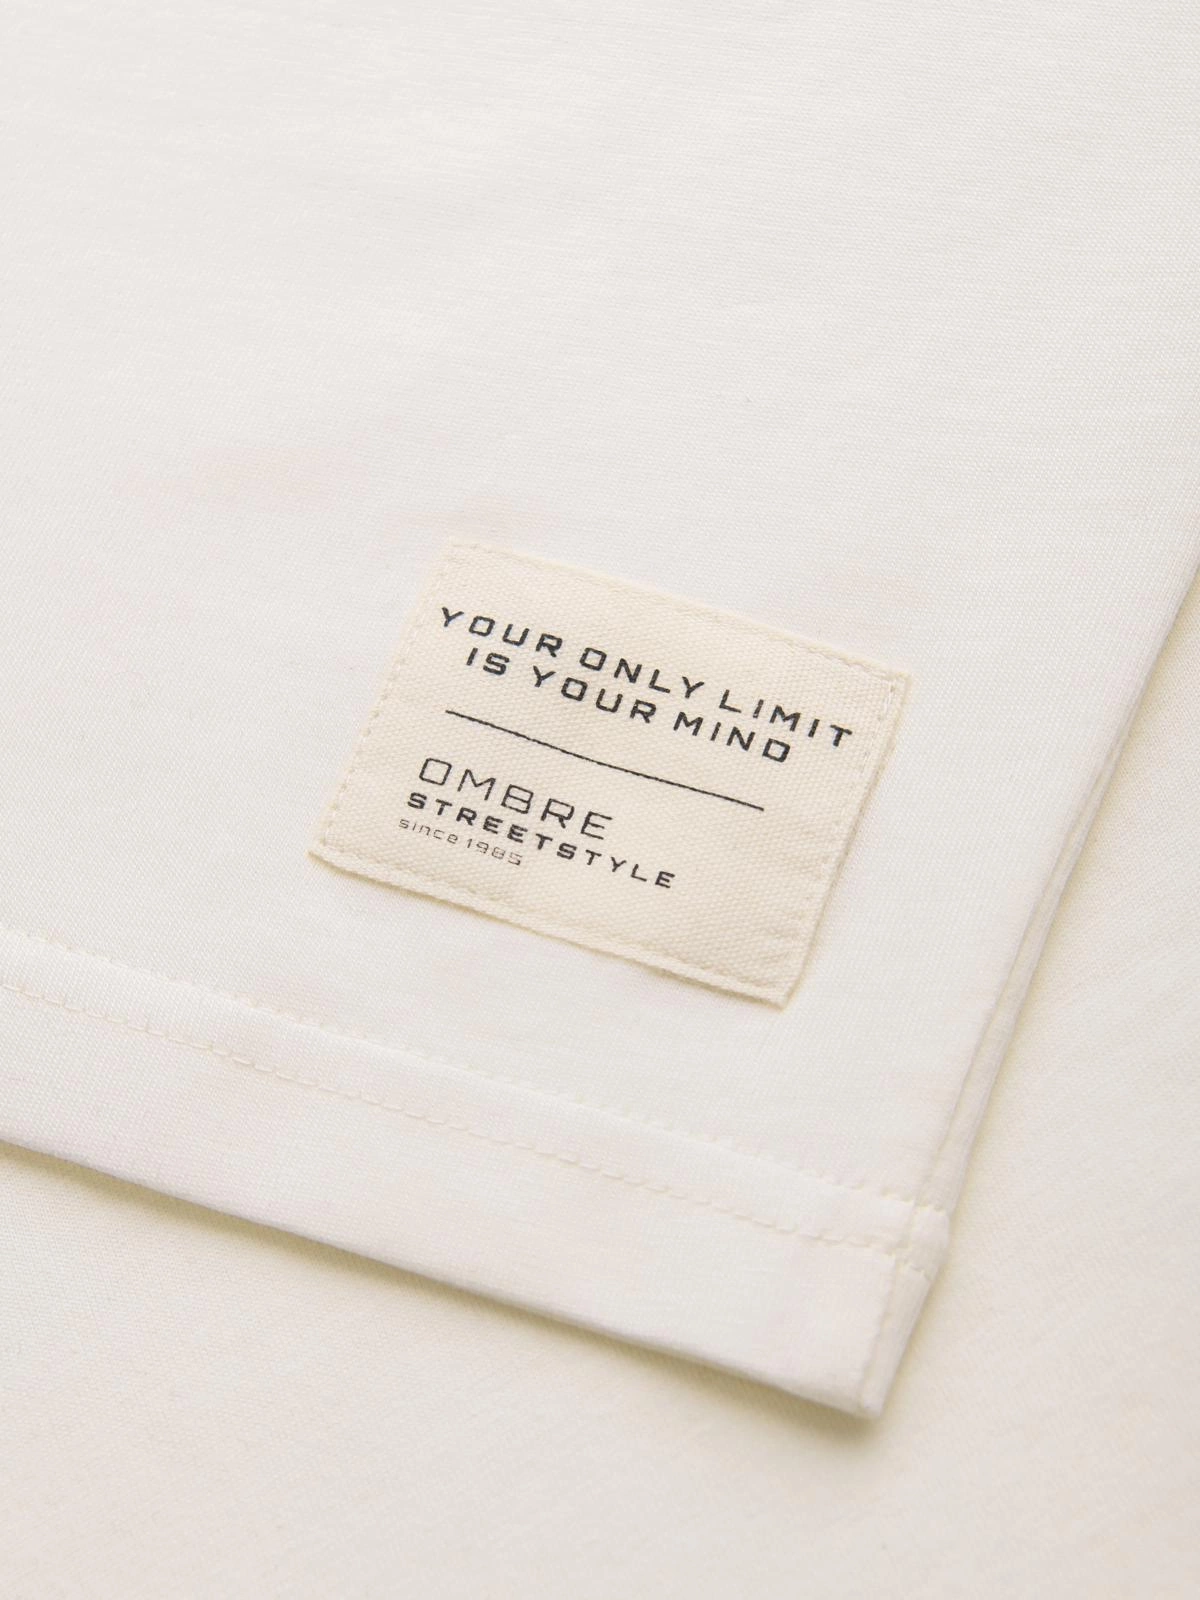 YOUR ONLY LIMIT
IS YOUR MIND
OMBRE
STREETSTYLE
since 1985